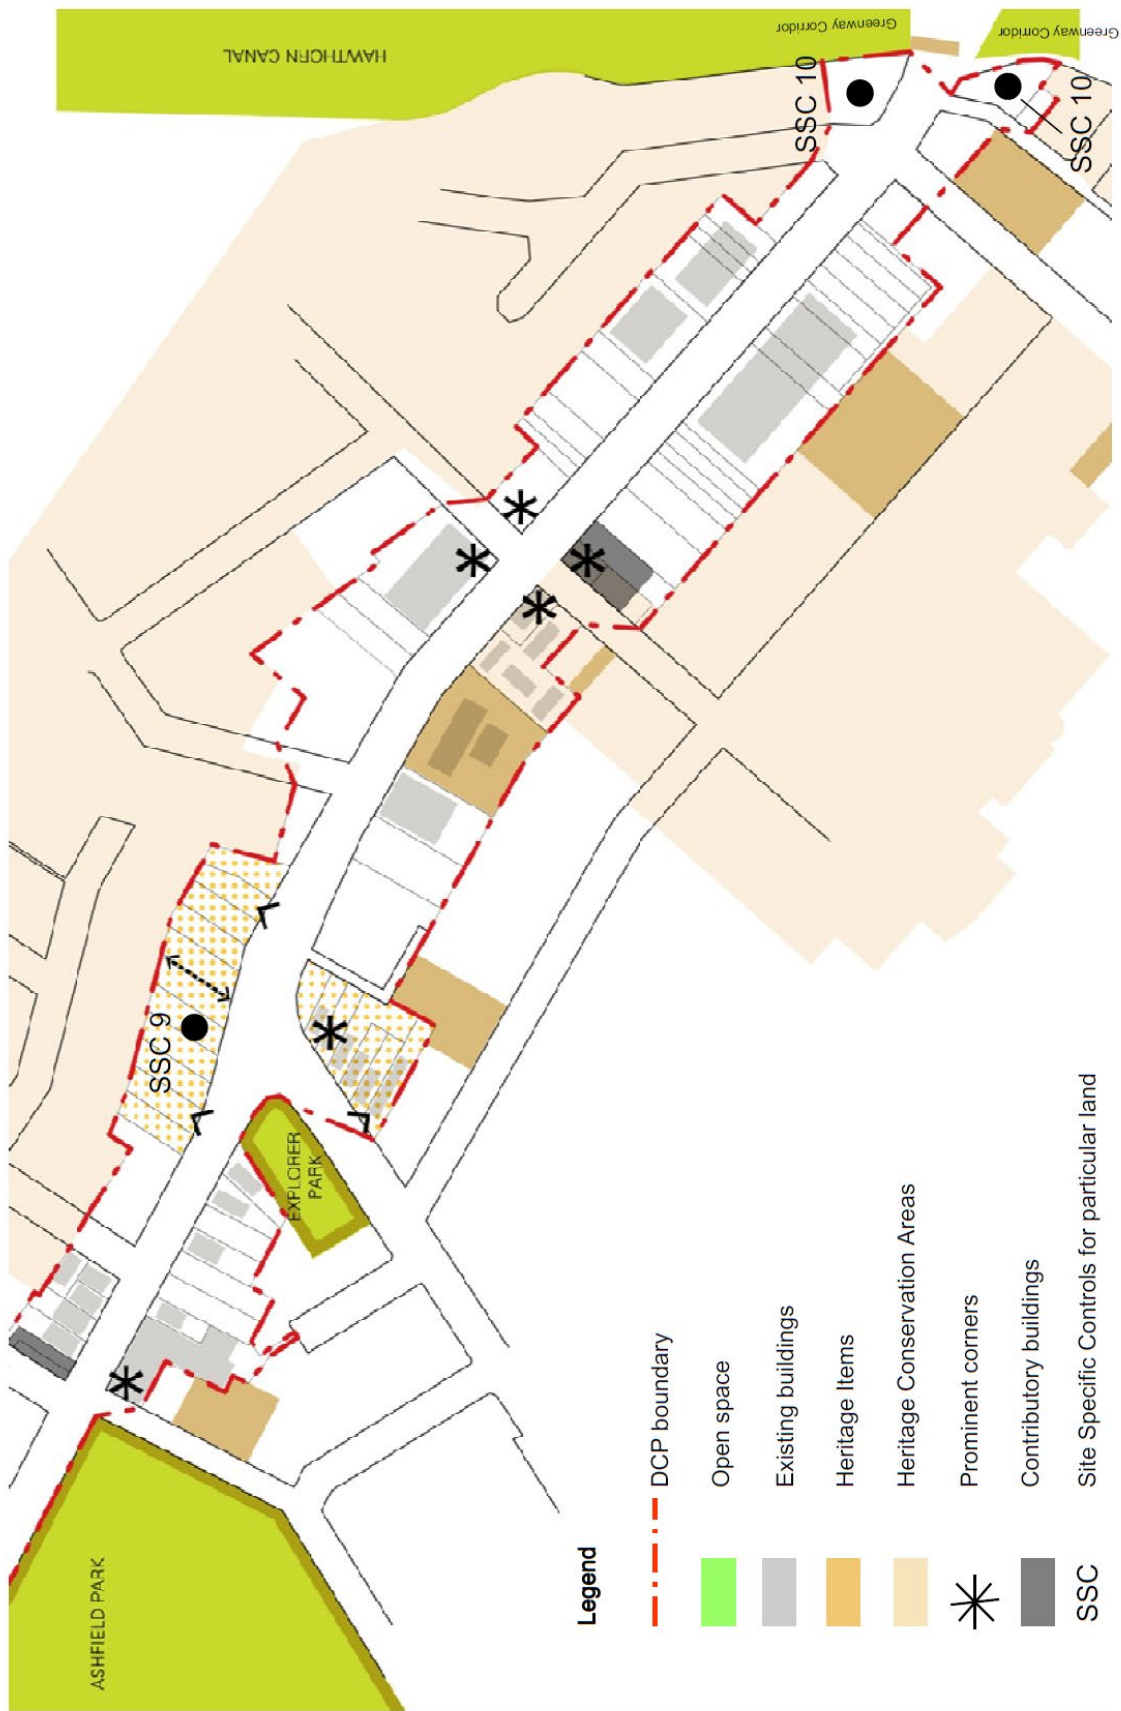 HAWTHORN CANAL
Greenway Corridor
Greenway Corridor
SSC 10
SSC 10
SSC 9
EXPLORER
PARK
ASHFIELD PARK
Legend
DCP boundary
Open space
Existing buildings
Heritage Items
Heritage Conservation Areas
Prominent corners
Contributory buildings
SSC Site Specific Controls for particular land